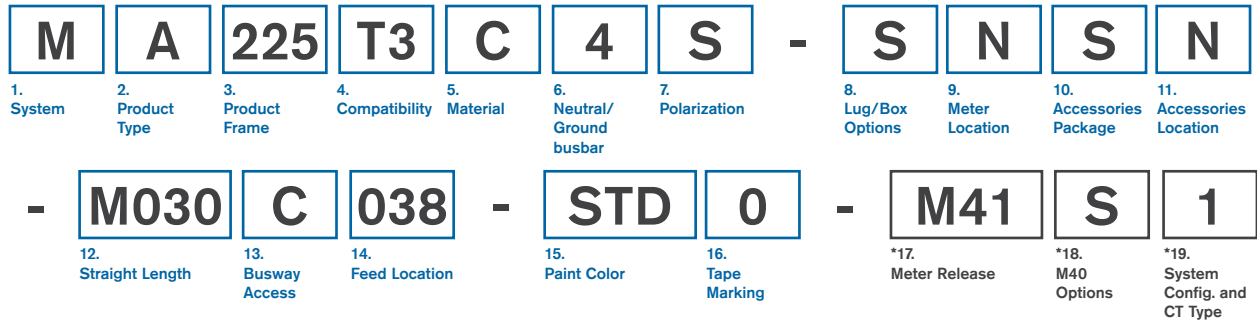 M A 225 T3 C 4 S - S N S N
1. System 2. Product Type 3. Product Frame 4. Compatibility 5. Material 6. Neutral/ Ground busbar 7. Polarization 8. Lug/Box Options 9. Meter Location 10. Accessories Package 11. Accessories Location
- M030 C 038 - STD 0 - M41 S 1
12. Straight Length 13. Busway Access 14. Feed Location 15. Paint Color 16. Tape Marking *17. Meter Release *18. M40 Options *19. System Config. and CT Type